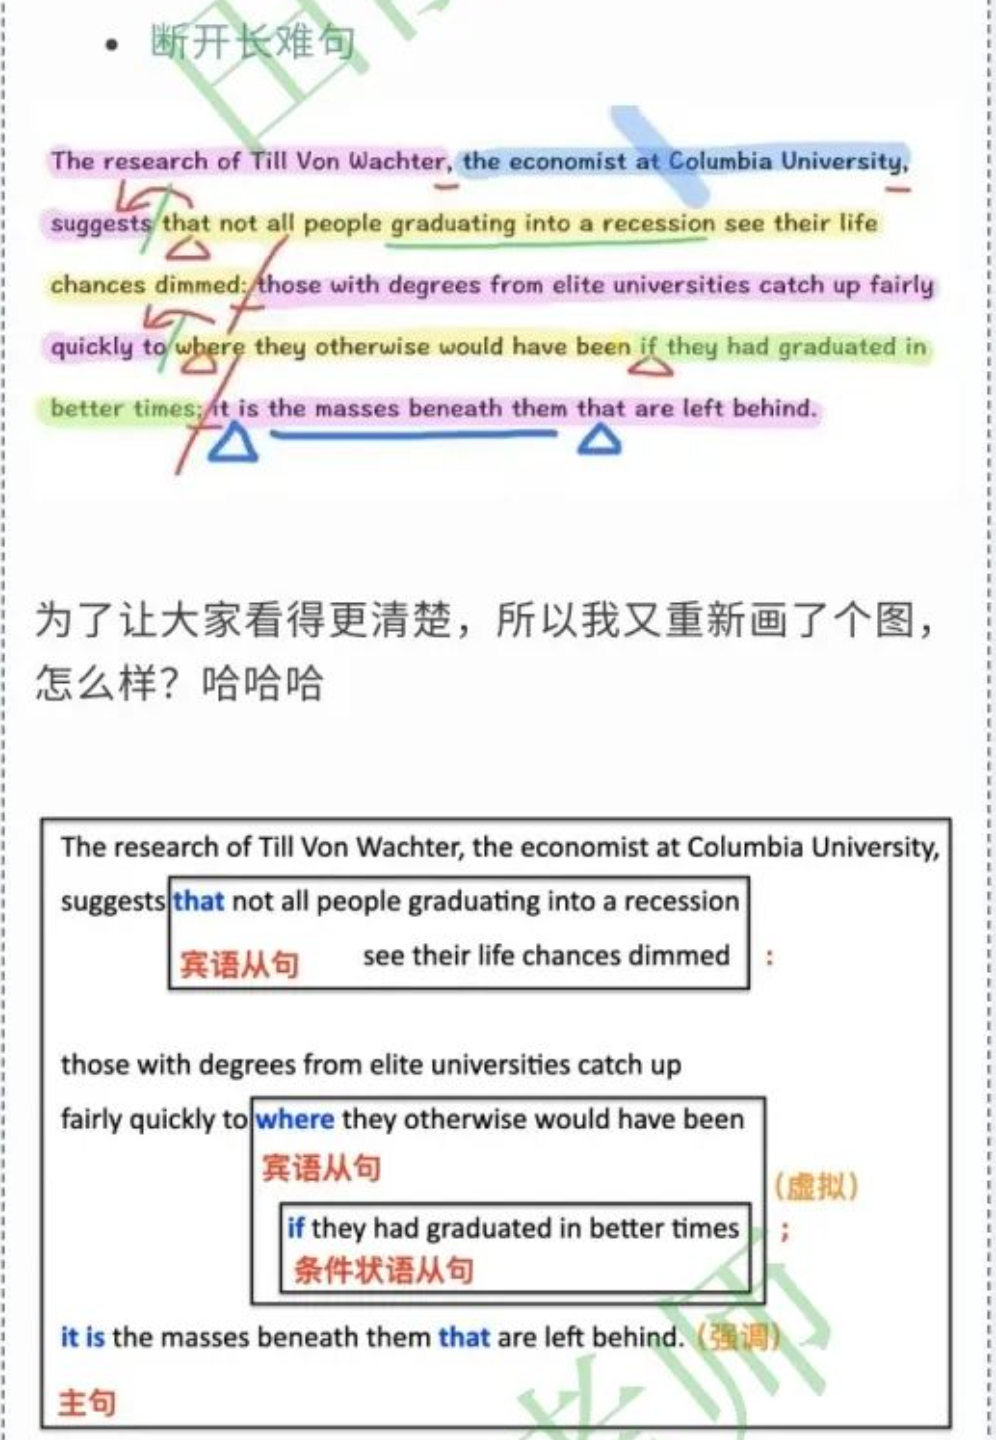 • 断开长难句
The research of Till Von Wachter, the economist at Columbia University,
suggests that not all people graduating into a recession see their life
chances dimmed: those with degrees from elite universities catch up fairly
quickly to where they otherwise would have been if they had graduated in
better times; it is the masses beneath them that are left behind.
为了让大家看得更清楚，所以我又重新画了个图，
怎么样？哈哈哈
The research of Till Von Wachter, the economist at Columbia University,
suggests that not all people graduating into a recession
宾语从句 see their life chances dimmed :
those with degrees from elite universities catch up
fairly quickly to where they otherwise would have been
宾语从句
（虚拟）
if they had graduated in better times ;
条件状语从句
it is the masses beneath them that are left behind.（强调）
主句
老师